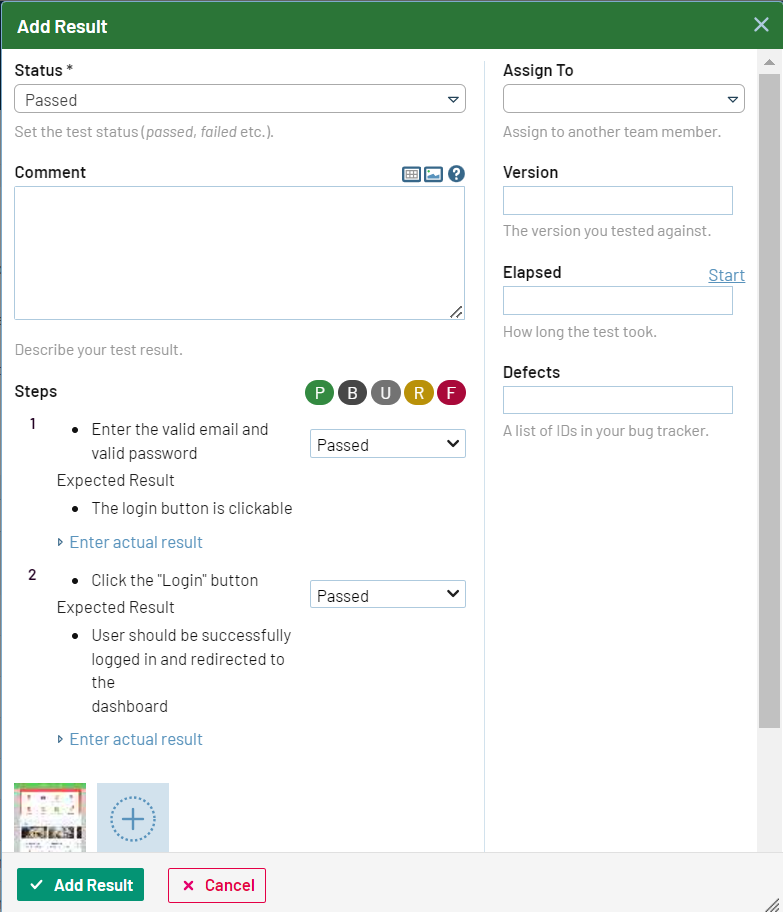 Add Result
Status *
Passed
Set the test status (passed, failed etc.).
Comment
Describe your test result.
Steps
P B U R F
1
Enter the valid email and
valid password
Passed
Expected Result
The login button is clickable
Enter actual result
2
Click the "Login" button
Passed
Expected Result
User should be successfully
logged in and redirected to
the
dashboard
Enter actual result
Assign To
Assign to another team member.
Version
The version you tested against.
Elapsed
Start
How long the test took.
Defects
A list of IDs in your bug tracker.
Add Result
Cancel